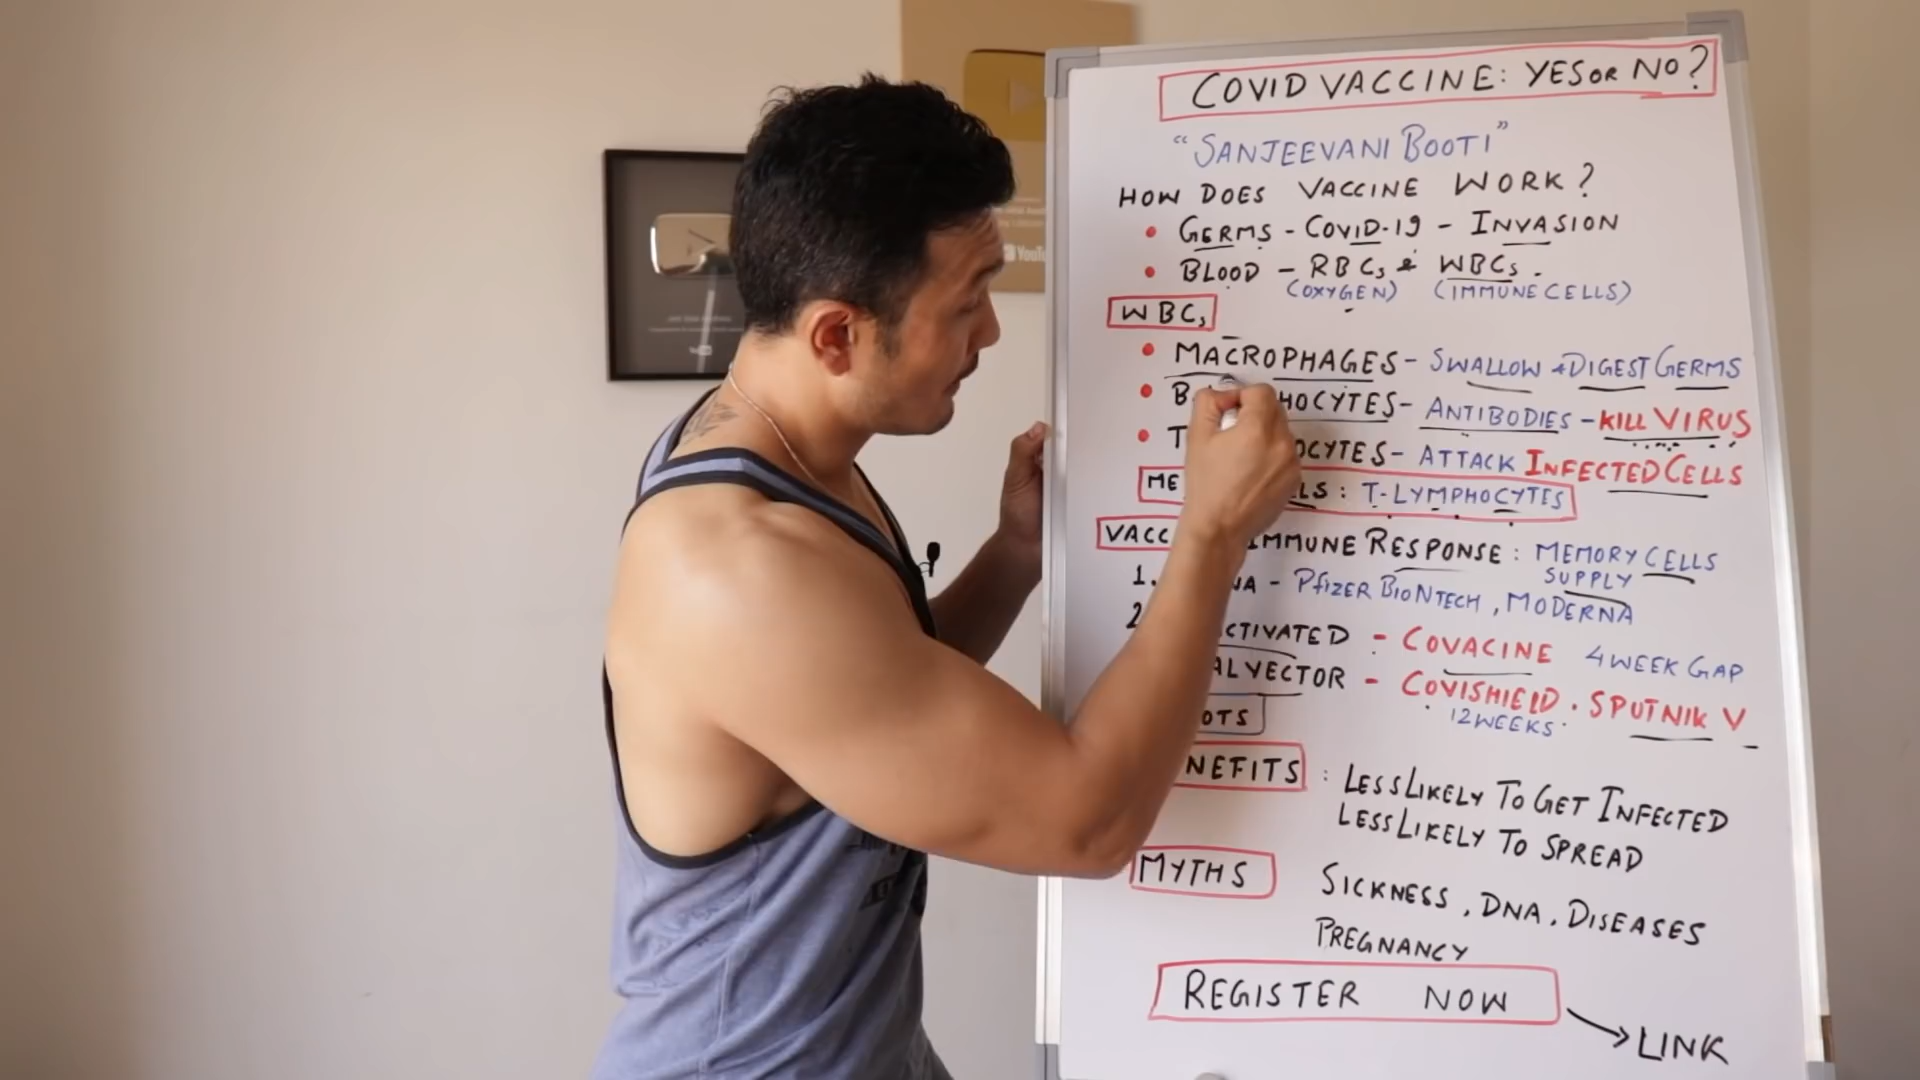 COVID VACCINE: YES OR NO?
"SANJEEVANI BOOTI"
HOW DOES VACCINE WORK?
• GERMS - COVID-19 - INVASION
• BLOOD - RBCs & WBCs.
(OXYGEN) (IMMUNE CELLS)
WBCs
• MACROPHAGES - SWALLOW & DIGEST GERMS
• B HOCYTES - ANTIBODIES - KILL VIRUS
• T OCYTES - ATTACK INFECTED CELLS
ME LLS : T-LYMPHOCYTES
VACC IMMUNE RESPONSE : MEMORY CELLS
SUPPLY
1. NA - PFIZER BIONTECH, MODERNA
2 CTIVATED - COVACINE 4 WEEK GAP
AL VECTOR - COVISHIELD . SPUTNIK V
12 WEEKS
OTS
NEFITS : LESS LIKELY TO GET INFECTED
LESS LIKELY TO SPREAD
MYTHS SICKNESS, DNA, DISEASES
PREGNANCY
REGISTER NOW
LINK
YouTu